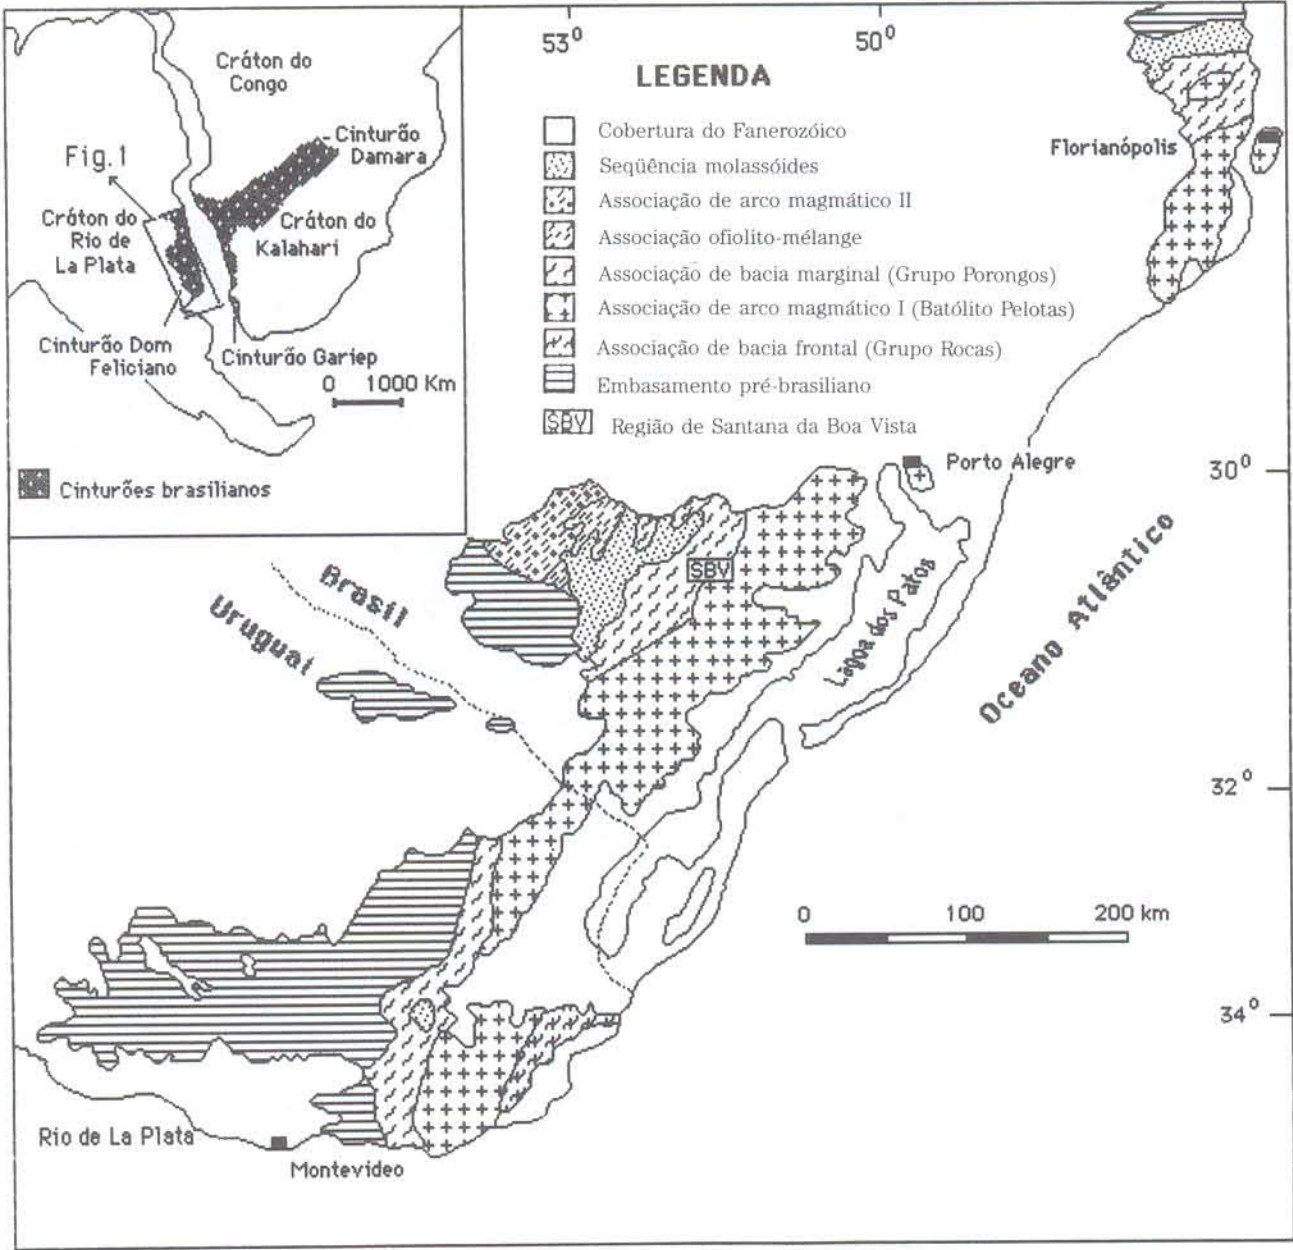 Cráton do
Congo
Cinturão
Damara
Fig.1
Cráton do
Rio de
La Plata
Cráton do
Kalahari
Cinturão Dom
Feliciano
Cinturão Gariep
0 1000 Km
Cinturões brasilianos
53⁰
50⁰
LEGENDA
Cobertura do Fanerozóico
Seqüência molassóides
Associação de arco magmático II
Associação ofiolito-mélange
Associação de bacia marginal (Grupo Porongos)
Associação de arco magmático I (Batólito Pelotas)
Associação de bacia frontal (Grupo Rocas)
Embasamento pré-brasiliano
SBV Região de Santana da Boa Vista
Florianópolis
Porto Alegre
30⁰
SBV
Brasil
Uruguai
Lagoa dos Patos
Oceano Atlântico
32⁰
0 100 200 km
34⁰
Rio de La Plata
Montevideo